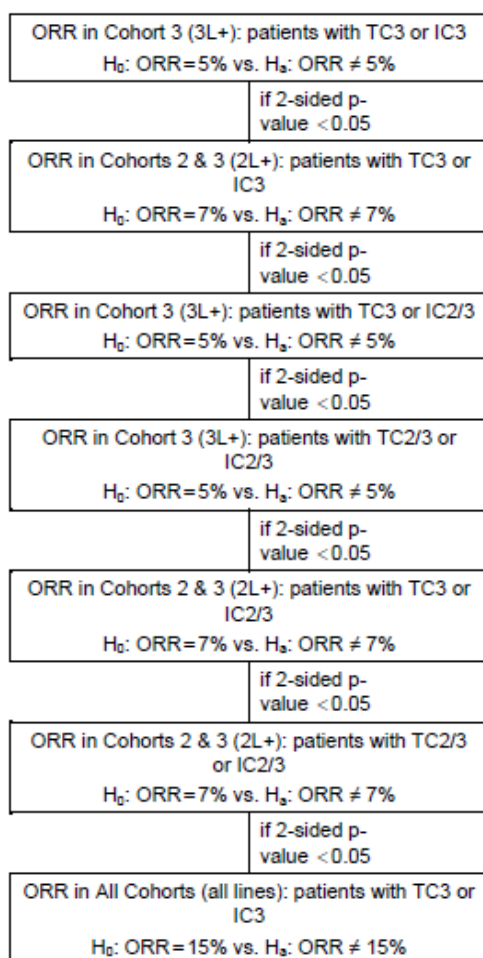 ORR in Cohort 3 (3L+): patients with TC3 or IC3
H₀: ORR=5% vs. Hₐ: ORR ≠ 5%
if 2-sided p-
value <0.05
ORR in Cohorts 2 & 3 (2L+): patients with TC3 or
IC3
H₀: ORR=7% vs. Hₐ: ORR ≠ 7%
if 2-sided p-
value <0.05
ORR in Cohort 3 (3L+): patients with TC3 or IC2/3
H₀: ORR=5% vs. Hₐ: ORR ≠ 5%
if 2-sided p-
value <0.05
ORR in Cohort 3 (3L+): patients with TC2/3 or
IC2/3
H₀: ORR=5% vs. Hₐ: ORR ≠ 5%
if 2-sided p-
value <0.05
ORR in Cohorts 2 & 3 (2L+): patients with TC3 or
IC2/3
H₀: ORR=7% vs. Hₐ: ORR ≠ 7%
if 2-sided p-
value <0.05
ORR in Cohorts 2 & 3 (2L+): patients with TC2/3
or IC2/3
H₀: ORR=7% vs. Hₐ: ORR ≠ 7%
if 2-sided p-
value <0.05
ORR in All Cohorts (all lines): patients with TC3 or
IC3
H₀: ORR=15% vs. Hₐ: ORR ≠ 15%